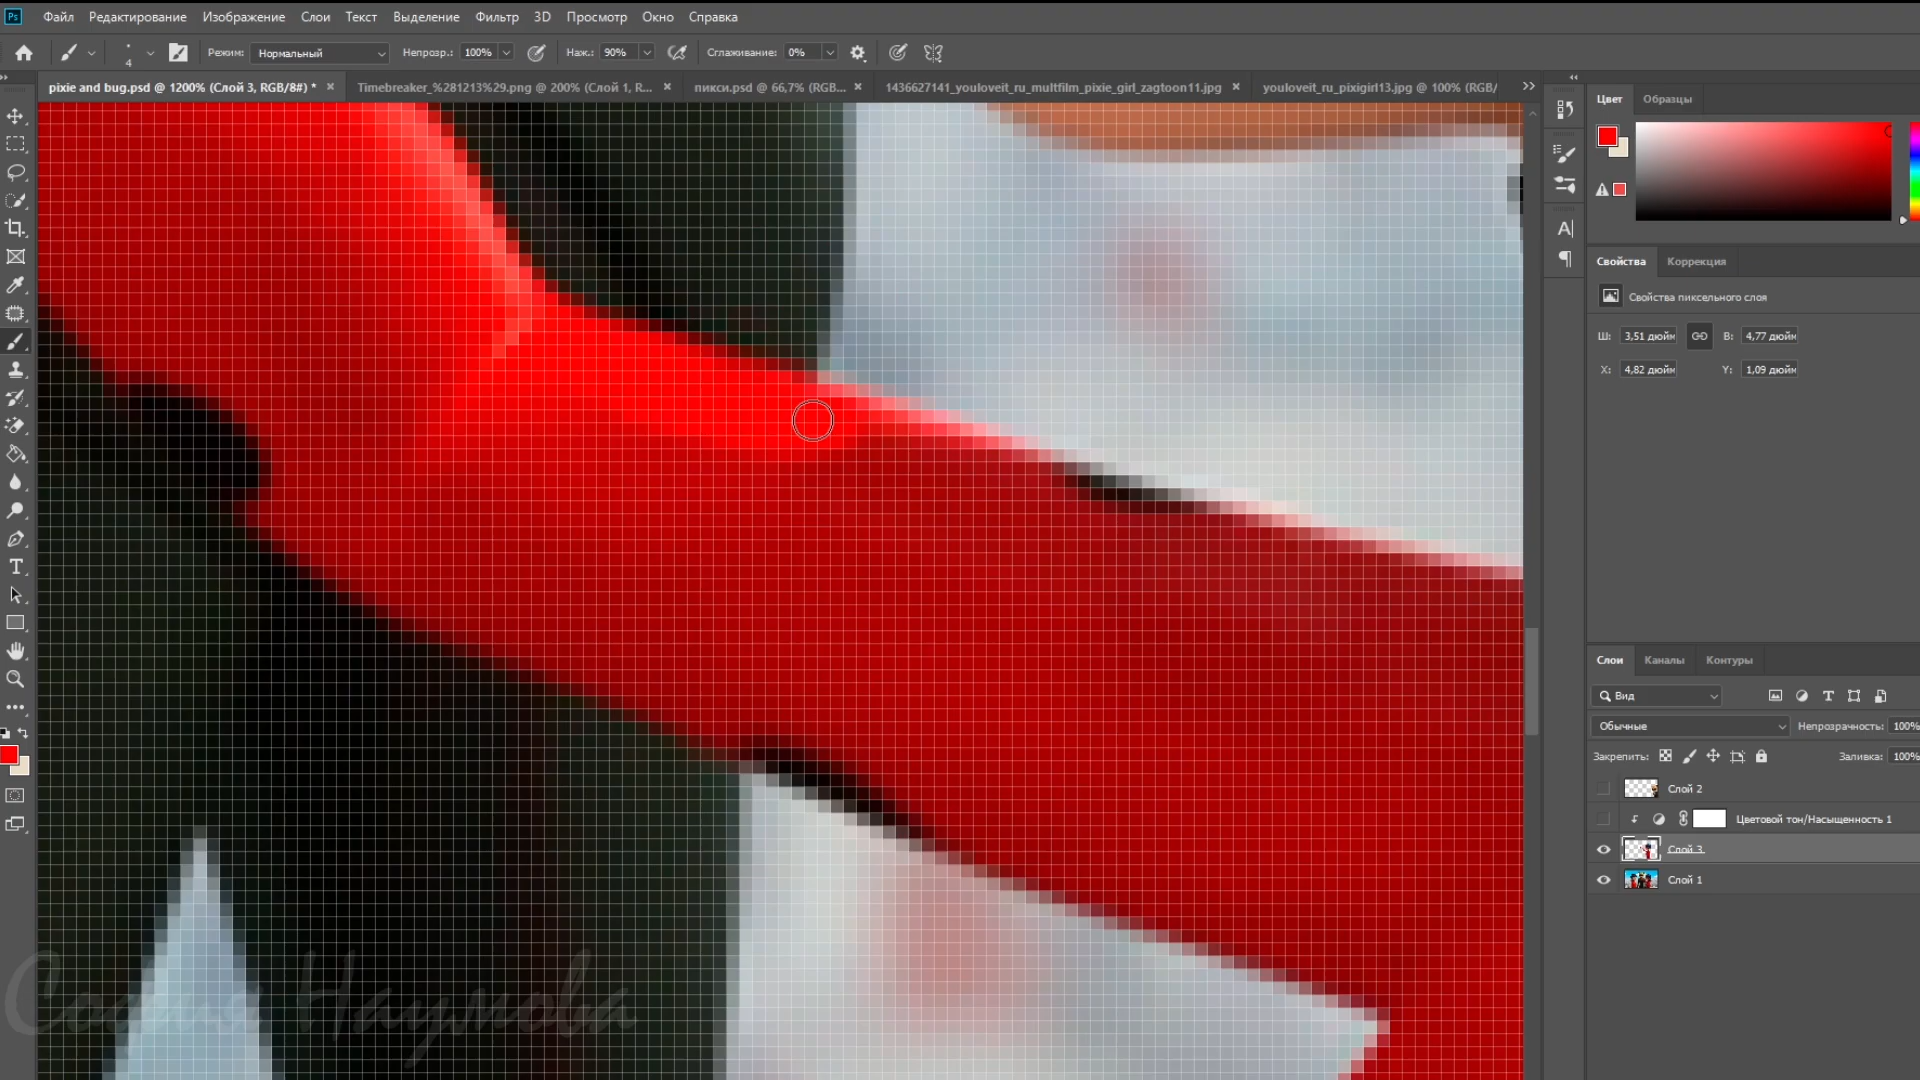 Ps Файл Редактирование Изображение Слои Текст Выделение Фильтр 3D Просмотр Окно Справка
4 Режим: Нормальный Непрозр.: 100% Наж.: 90% Сглаживание: 0%
pixie and bug.psd @ 1200% (Слой 3, RGB/8#) * × Timebreaker_%281213%29.png @ 200% (Слой 1, R... × пикси.psd @ 66,7% (RGB... × 1436627141_youloveit_ru_multfilm_pixie_girl_zagtoon11.jpg × youloveit_ru_pixigirl13.jpg @ 100% (RGB/
Цвет Образцы
Свойства Коррекция
Свойства пиксельного слоя
Ш: 3,51 дюйм В: 4,77 дюйм
X: 4,82 дюйм Y: 1,09 дюйм
Слои Каналы Контуры
Вид
Обычные Непрозрачность: 100%
Закрепить: Заливка: 100%
Слой 2
Цветовой тон/Насыщенность 1
Слой 3
Слой 1
Наумова